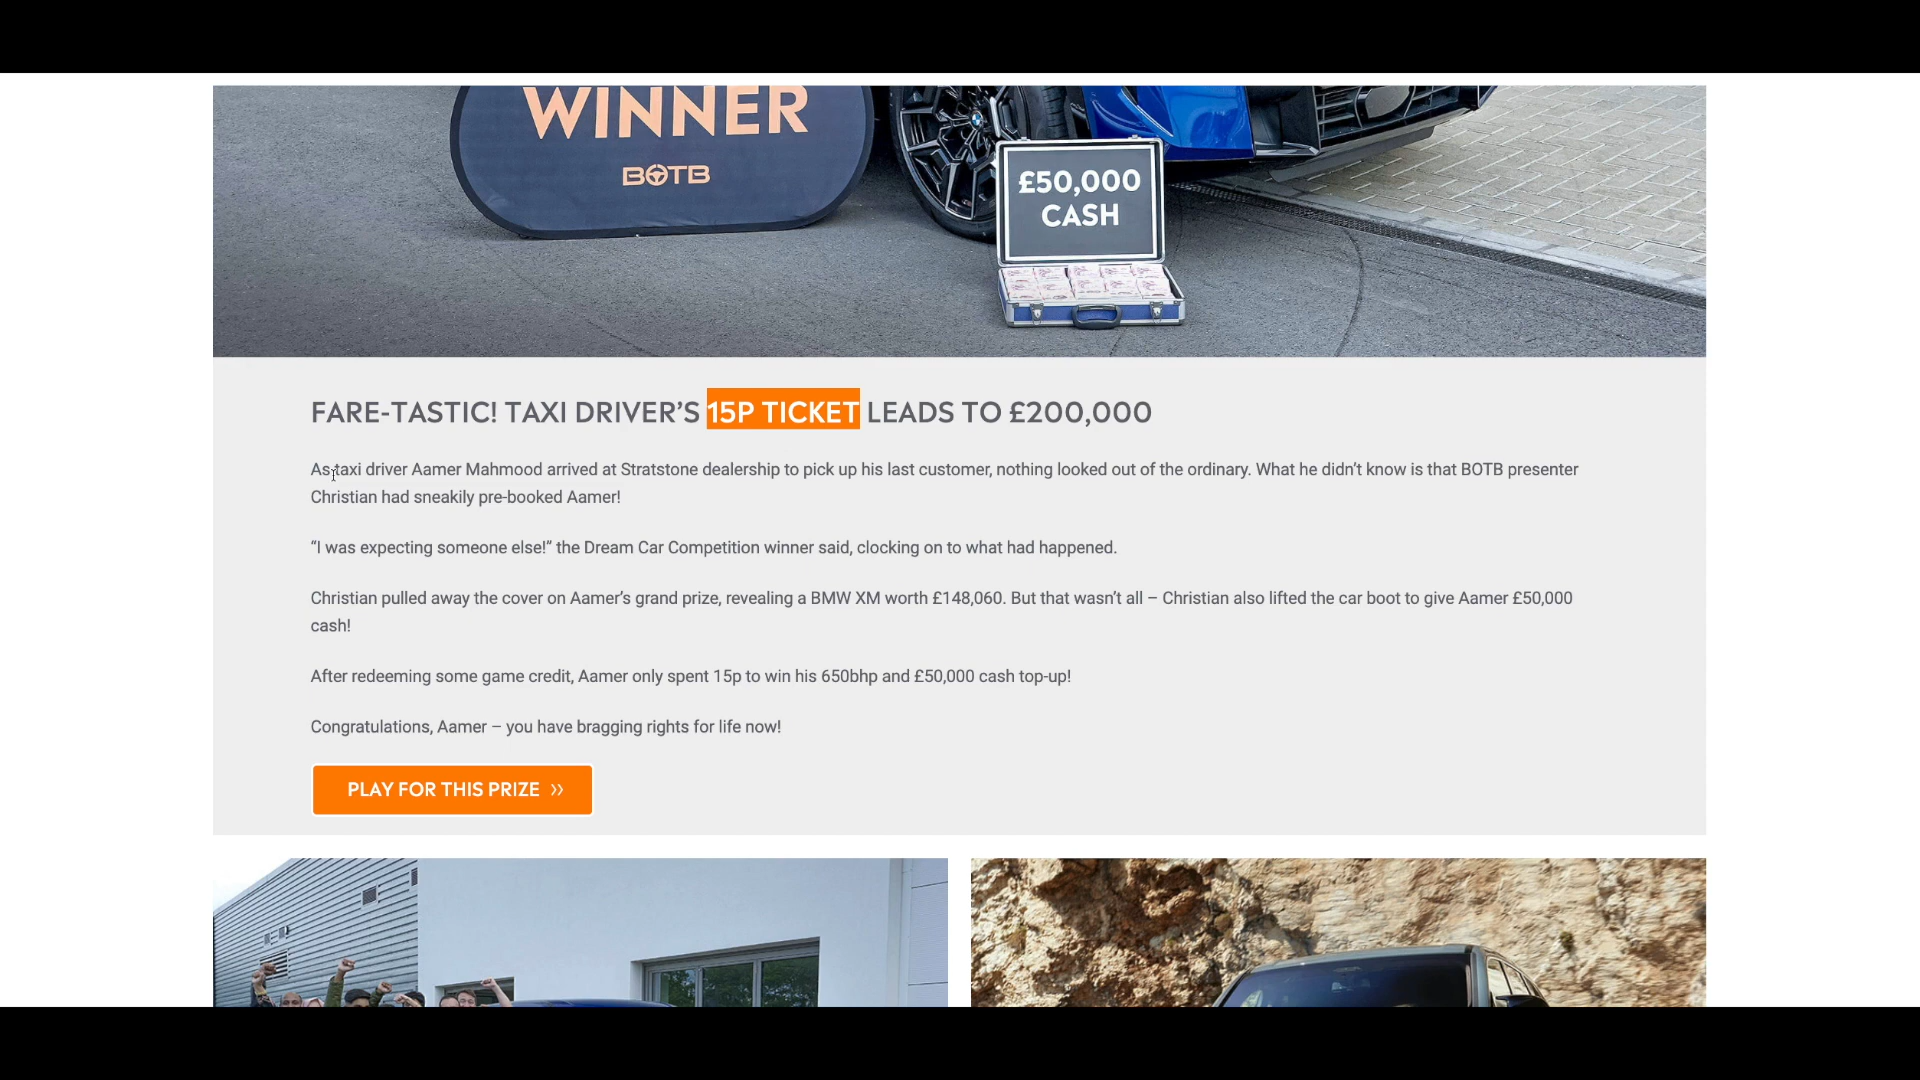 WINNER
BOTB
£50,000
CASH
FARE-TASTIC! TAXI DRIVER’S 15P TICKET LEADS TO £200,000
As taxi driver Aamer Mahmood arrived at Stratstone dealership to pick up his last customer, nothing looked out of the ordinary. What he didn’t know is that BOTB presenter
Christian had sneakily pre-booked Aamer!
“I was expecting someone else!” the Dream Car Competition winner said, clocking on to what had happened.
Christian pulled away the cover on Aamer’s grand prize, revealing a BMW XM worth £148,060. But that wasn’t all – Christian also lifted the car boot to give Aamer £50,000
cash!
After redeeming some game credit, Aamer only spent 15p to win his 650bhp and £50,000 cash top-up!
Congratulations, Aamer – you have bragging rights for life now!
PLAY FOR THIS PRIZE »